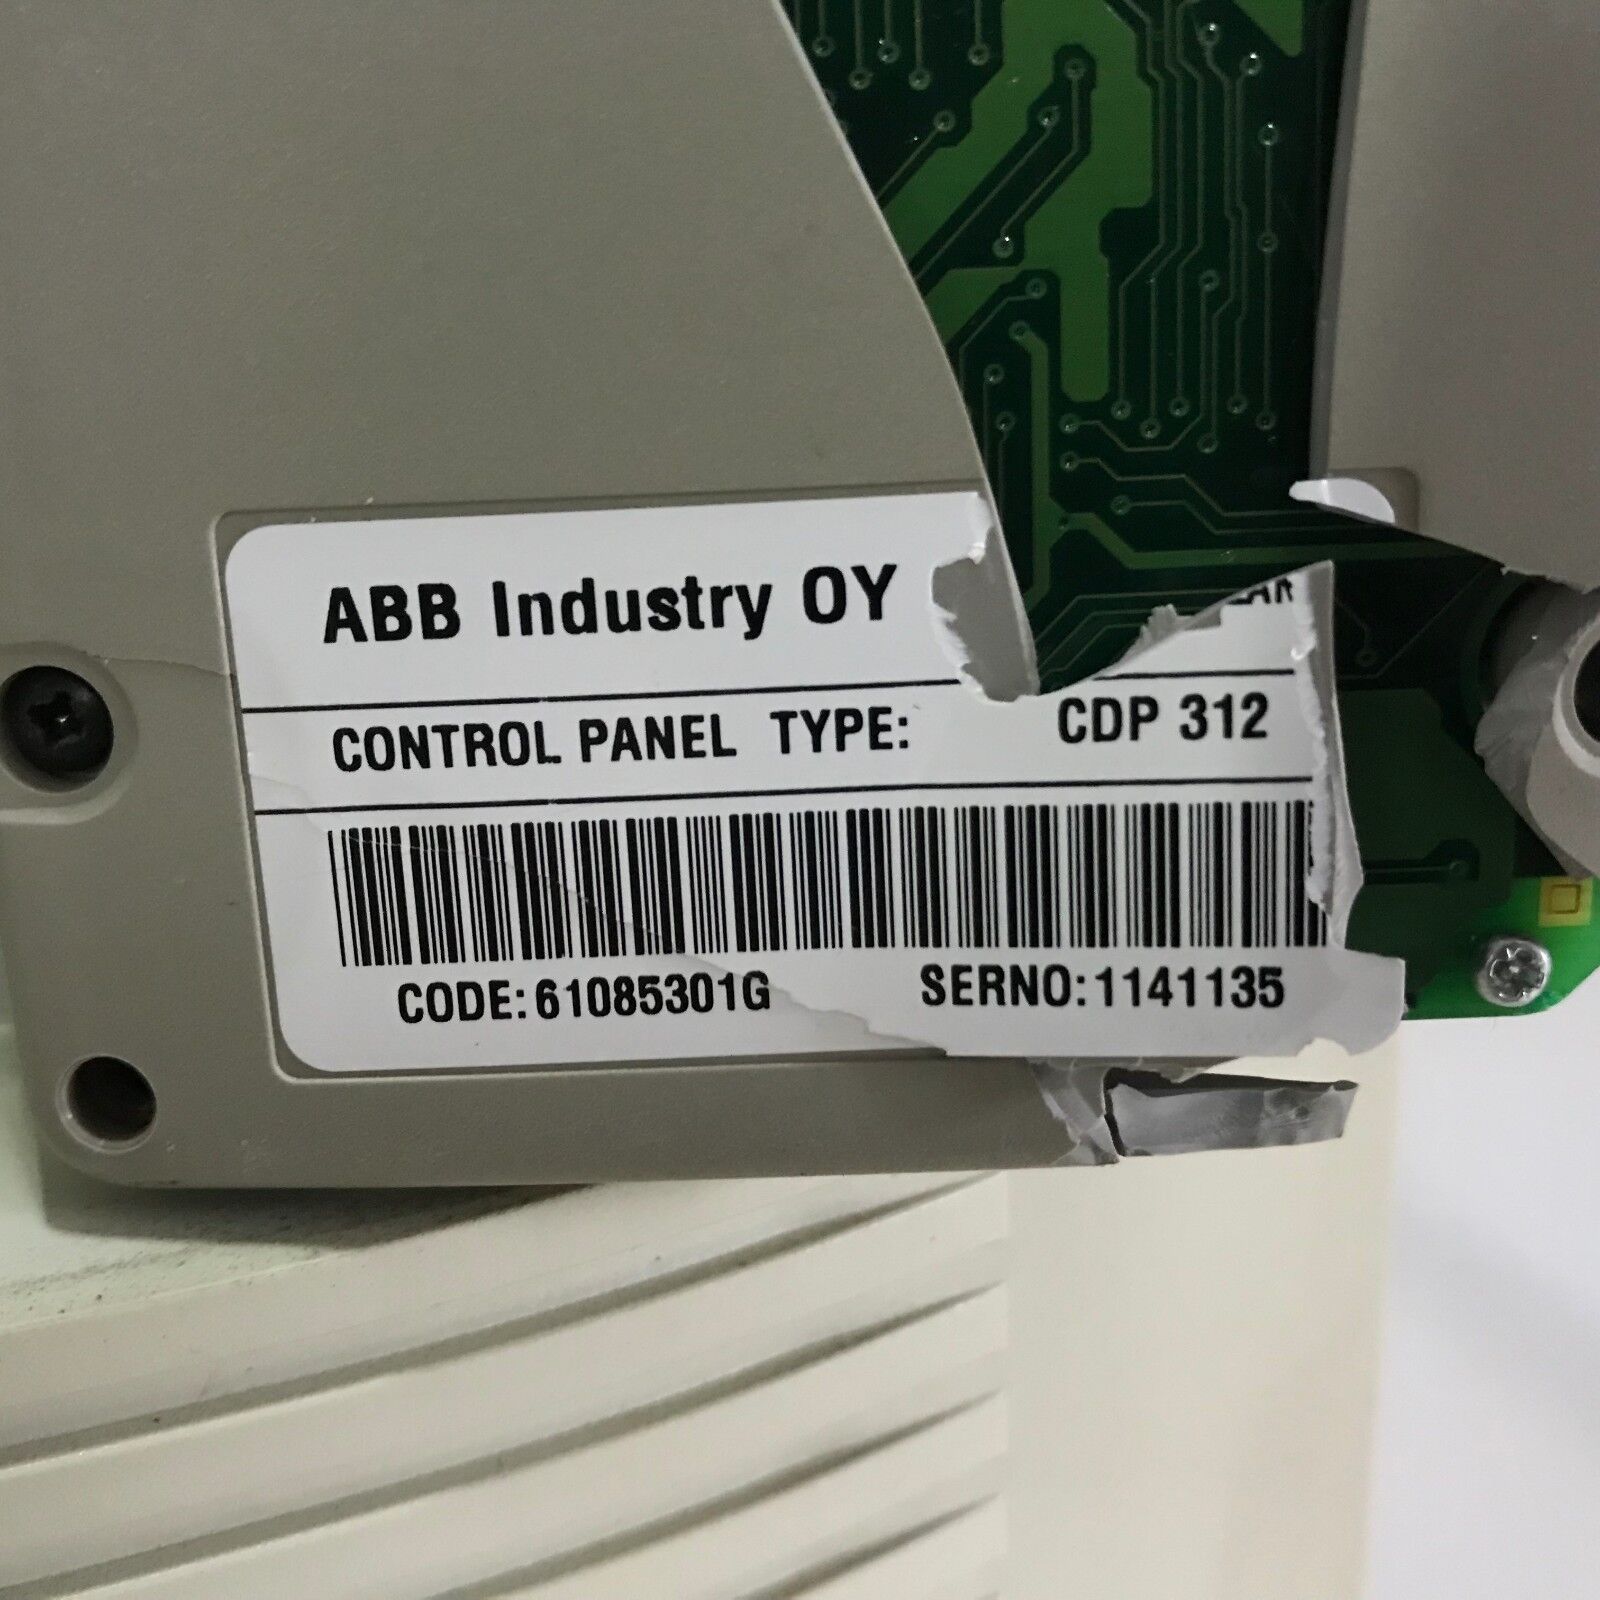 ABB Industry OY
CONTROL PANEL TYPE: CDP 312
CODE: 61085301G SERNO: 1141135